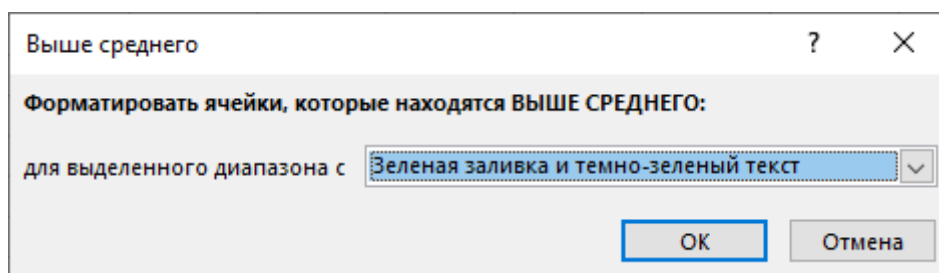 Выше среднего ? ×
Форматировать ячейки, которые находятся ВЫШЕ СРЕДНЕГО:
для выделенного диапазона с Зеленая заливка и темно-зеленый текст
ОК Отмена